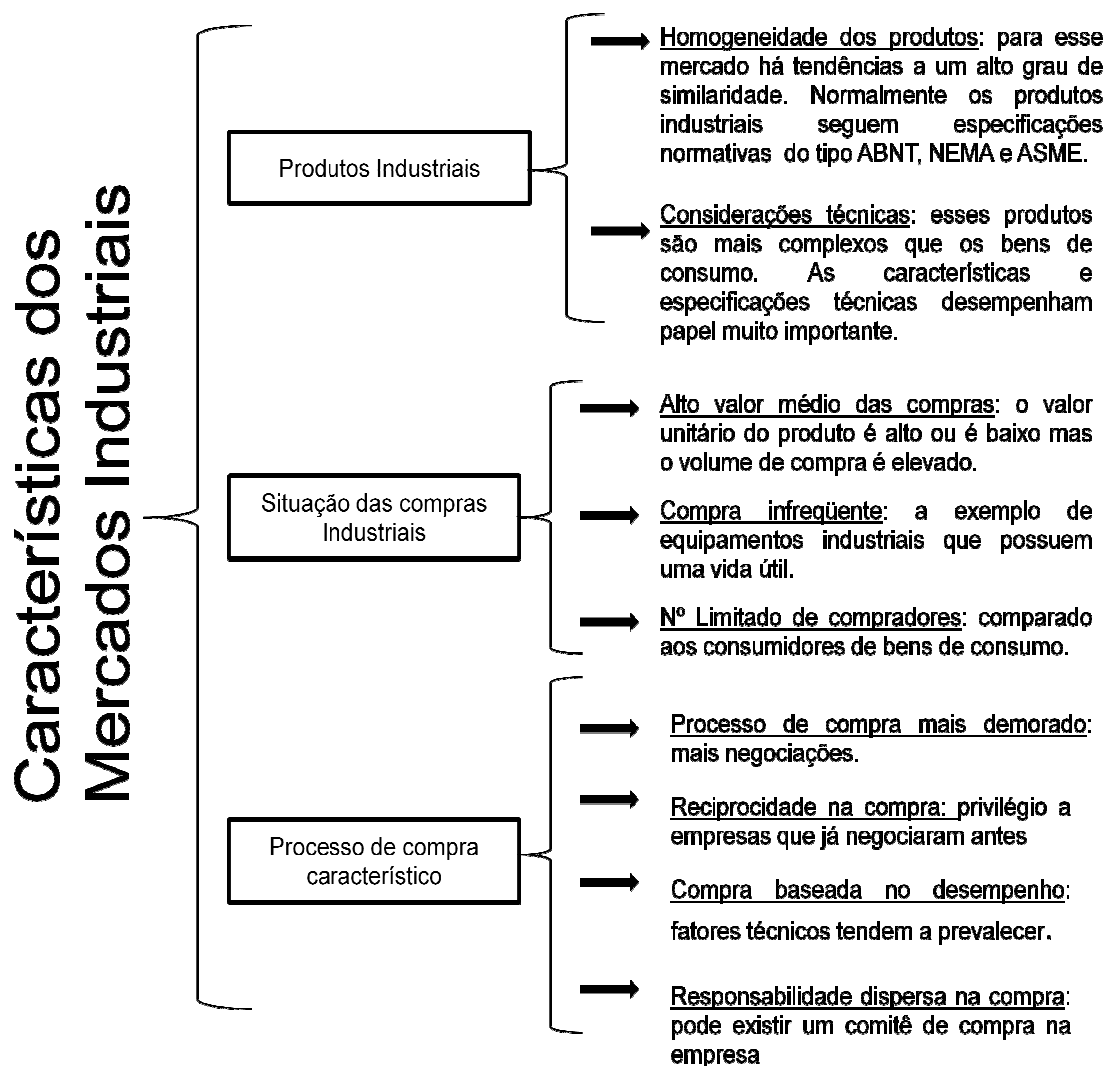 Características dos
Mercados Industriais
Produtos Industriais
Homogeneidade dos produtos: para esse
mercado há tendências a um alto grau de
similaridade. Normalmente os produtos
industriais seguem especificações
normativas do tipo ABNT, NEMA e ASME.
Considerações técnicas: esses produtos
são mais complexos que os bens de
consumo. As características e
especificações técnicas desempenham
papel muito importante.
Situação das compras
Industriais
Alto valor médio das compras: o valor
unitário do produto é alto ou é baixo mas
o volume de compra é elevado.
Compra infreqüente: a exemplo de
equipamentos industriais que possuem
uma vida útil.
Nº Limitado de compradores: comparado
aos consumidores de bens de consumo.
Processo de compra
característico
Processo de compra mais demorado:
mais negociações.
Reciprocidade na compra: privilégio a
empresas que já negociaram antes
Compra baseada no desempenho:
fatores técnicos tendem a prevalecer.
Responsabilidade dispersa na compra:
pode existir um comitê de compra na
empresa